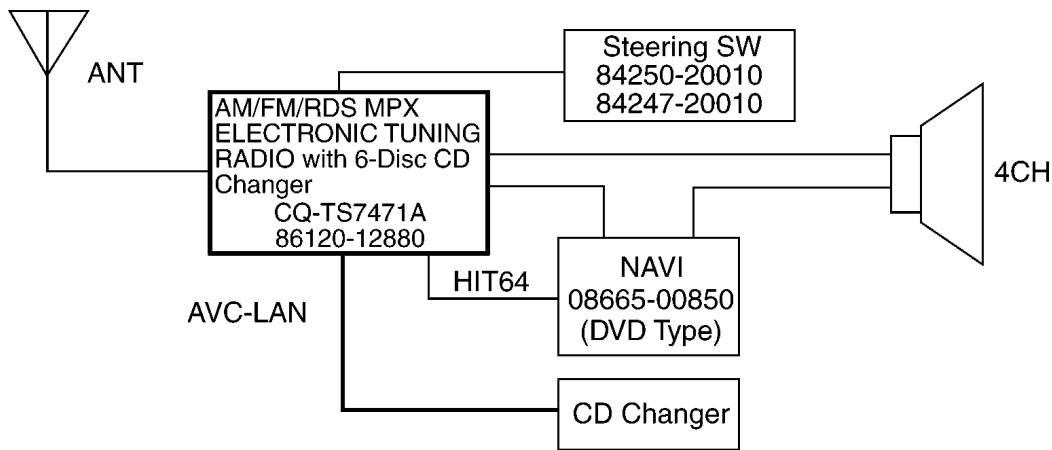 ANT
Steering SW
84250-20010
84247-20010
AM/FM/RDS MPX
ELECTRONIC TUNING
RADIO with 6-Disc CD
Changer
CQ-TS7471A
86120-12880
4CH
HIT64
NAVI
08665-00850
(DVD Type)
AVC-LAN
CD Changer